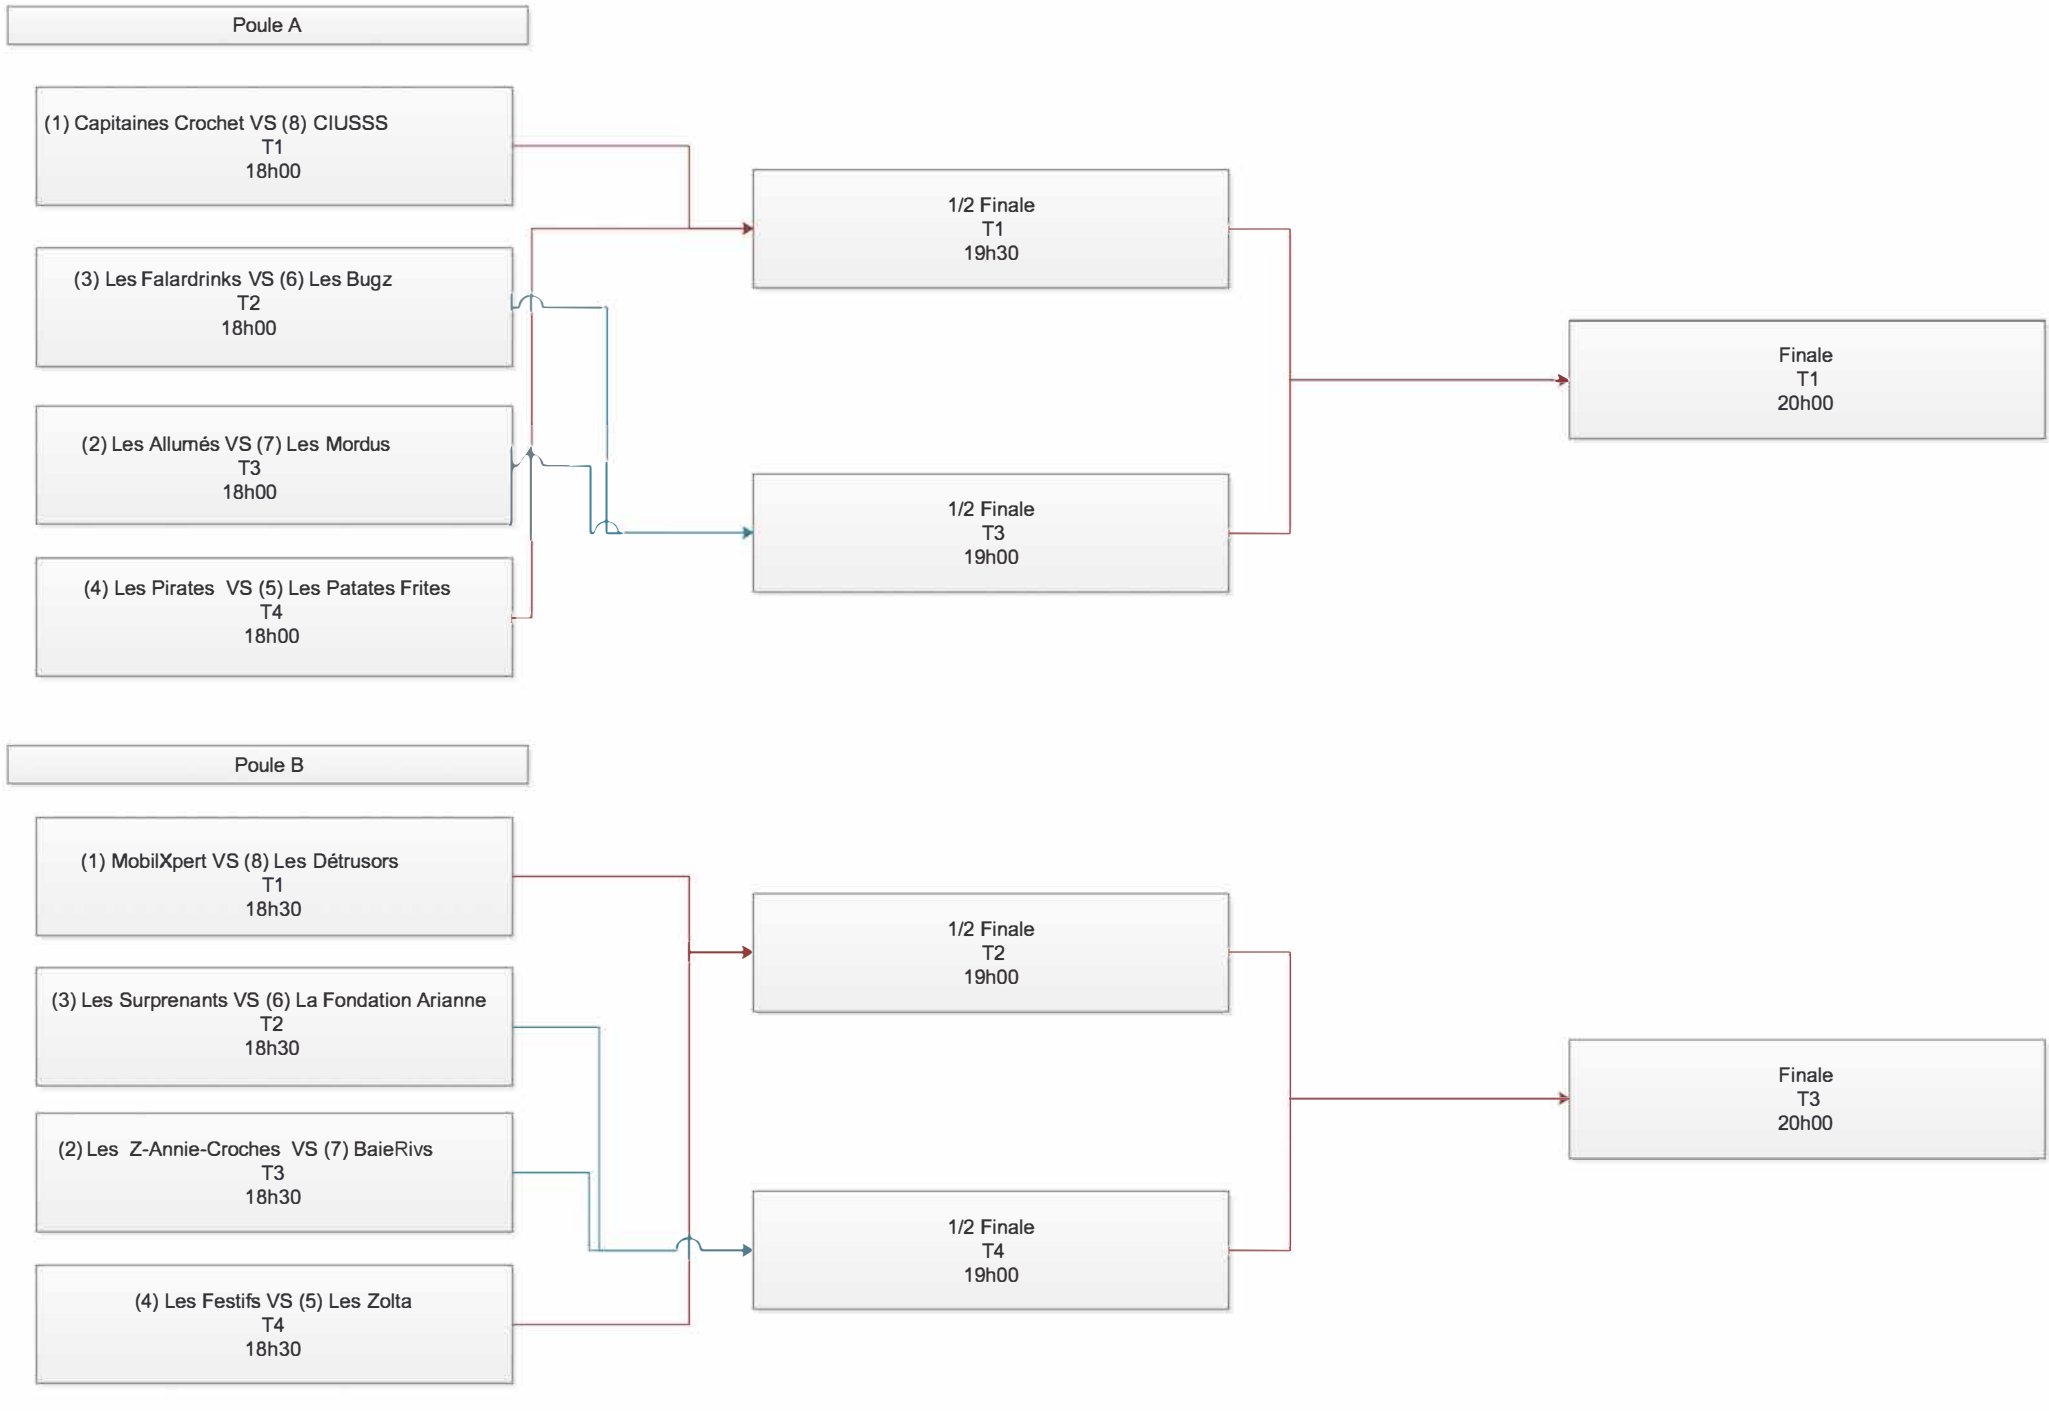 Poule A
(1) Capitaines Crochet VS (8) CIUSSS
T1
18h00
(3) Les Falardrinks VS (6) Les Bugz
T2
18h00
(2) Les Allumés VS (7) Les Mordus
T3
18h00
(4) Les Pirates VS (5) Les Patates Frites
T4
18h00
1/2 Finale
T1
19h30
1/2 Finale
T3
19h00
Finale
T1
20h00
Poule B
(1) MobilXpert VS (8) Les Détrusors
T1
18h30
(3) Les Surprenants VS (6) La Fondation Arianne
T2
18h30
(2) Les Z-Annie-Croches VS (7) BaieRivs
T3
18h30
(4) Les Festifs VS (5) Les Zolta
T4
18h30
1/2 Finale
T2
19h00
1/2 Finale
T4
19h00
Finale
T3
20h00